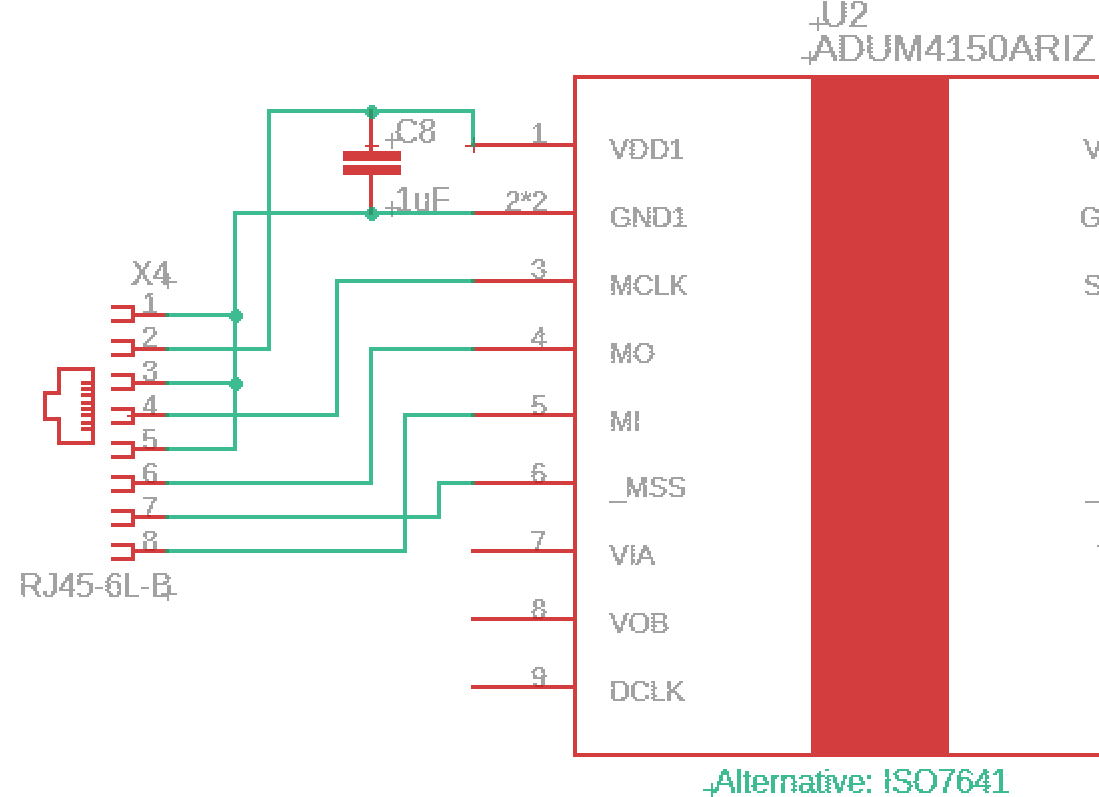 U2
ADUM4150ARIZ
C8
1
VDD1
V
1uF
2*2
GND1
G
X4
3
MCLK
S
1
2
4
MO
3
4
5
MI
5
6
6
_MSS
_
7
8
7
VIA
RJ45-6L-B
8
VOB
9
DCLK
Alternative: ISO7641